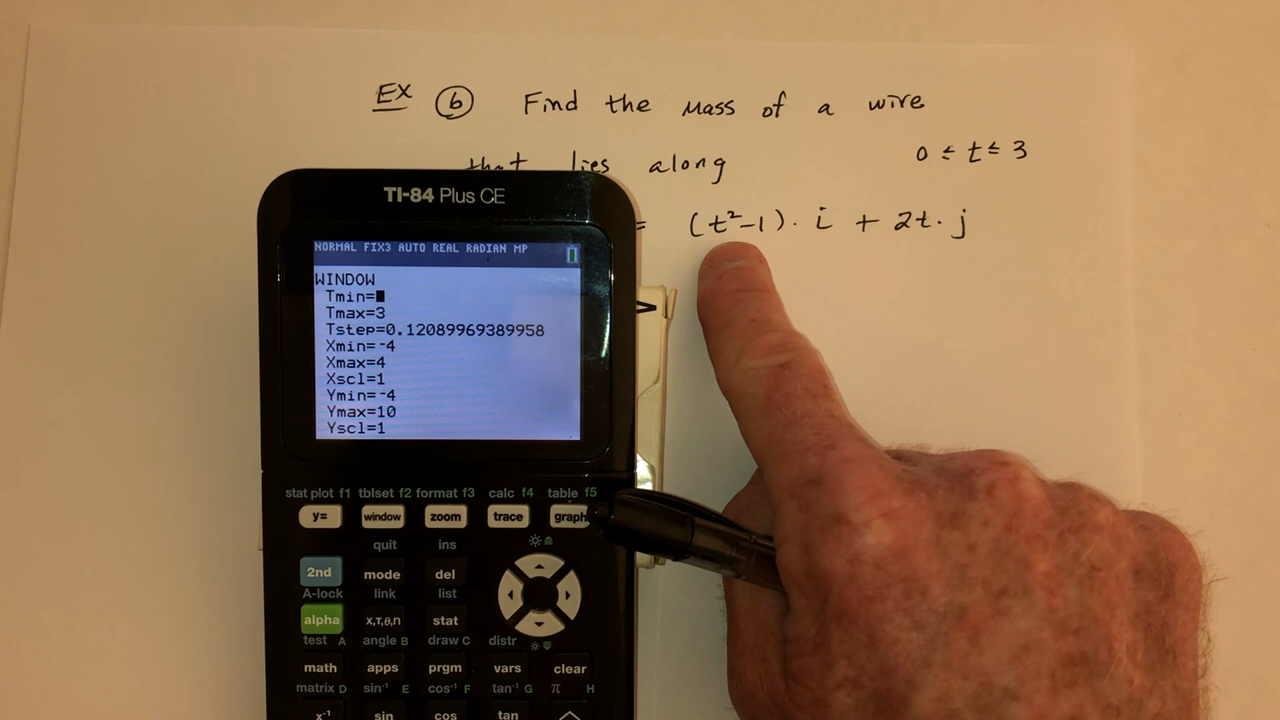 EX ⑥ Find the Mass of a wire
that lies along 0 ≤ t ≤ 3
= (t²-1)· i + 2t · j
>
TI-84 Plus CE
NORMAL FIX3 AUTO REAL RADIAN MP
WINDOW
Tmin=
Tmax=3
Tstep=0.12089969389958
Xmin=-4
Xmax=4
Xscl=1
Ymin=-4
Ymax=10
Yscl=1
stat plot f1 tblset f2 format f3 calc f4 table f5
y= window zoom trace graph
quit ins
2nd mode del
A-lock link list
alpha x,T,θ,n stat
test A angle B draw C distr
math apps prgm vars clear
matrix D sin⁻¹ E cos⁻¹ F tan⁻¹ G π H
x⁻¹ sin cos tan